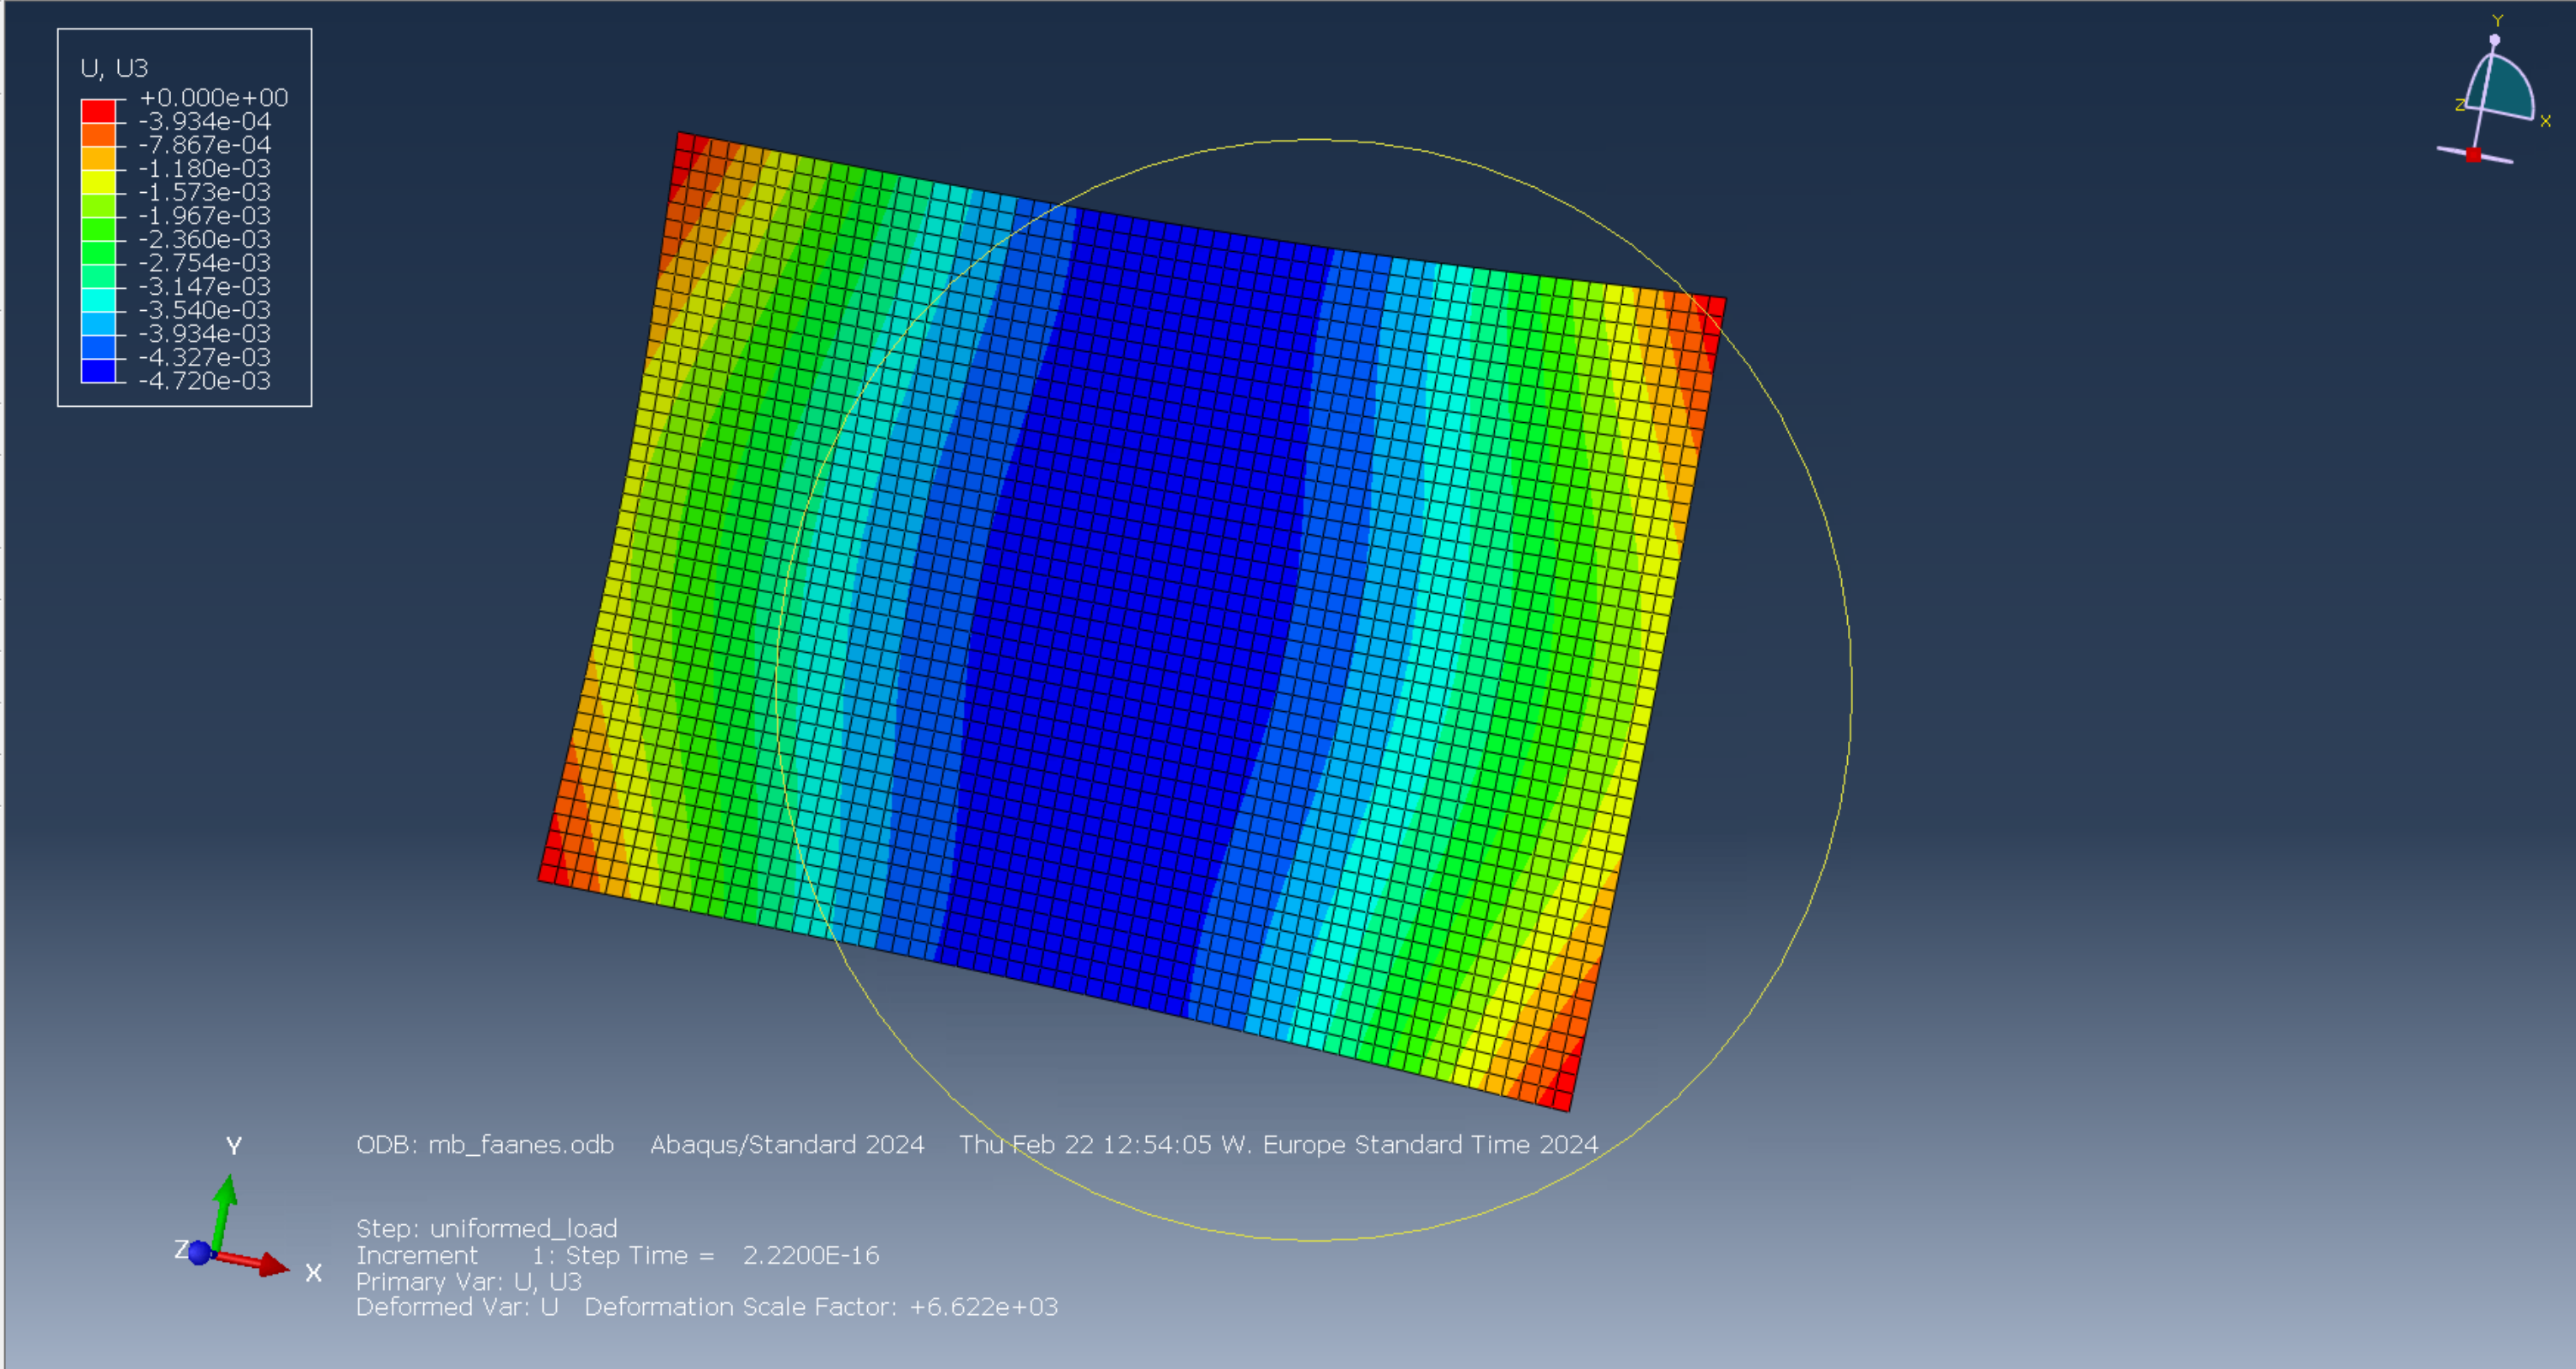 U, U3
+0.000e+00
-3.934e-04
-7.867e-04
-1.180e-03
-1.573e-03
-1.967e-03
-2.360e-03
-2.754e-03
-3.147e-03
-3.540e-03
-3.934e-03
-4.327e-03
-4.720e-03
Y
Z
X
ODB: mb_faanes.odb Abaqus/Standard 2024 Thu Feb 22 12:54:05 W. Europe Standard Time 2024
Y
Z
X
Step: uniformed_load
Increment 1: Step Time = 2.2200E-16
Primary Var: U, U3
Deformed Var: U Deformation Scale Factor: +6.622e+03